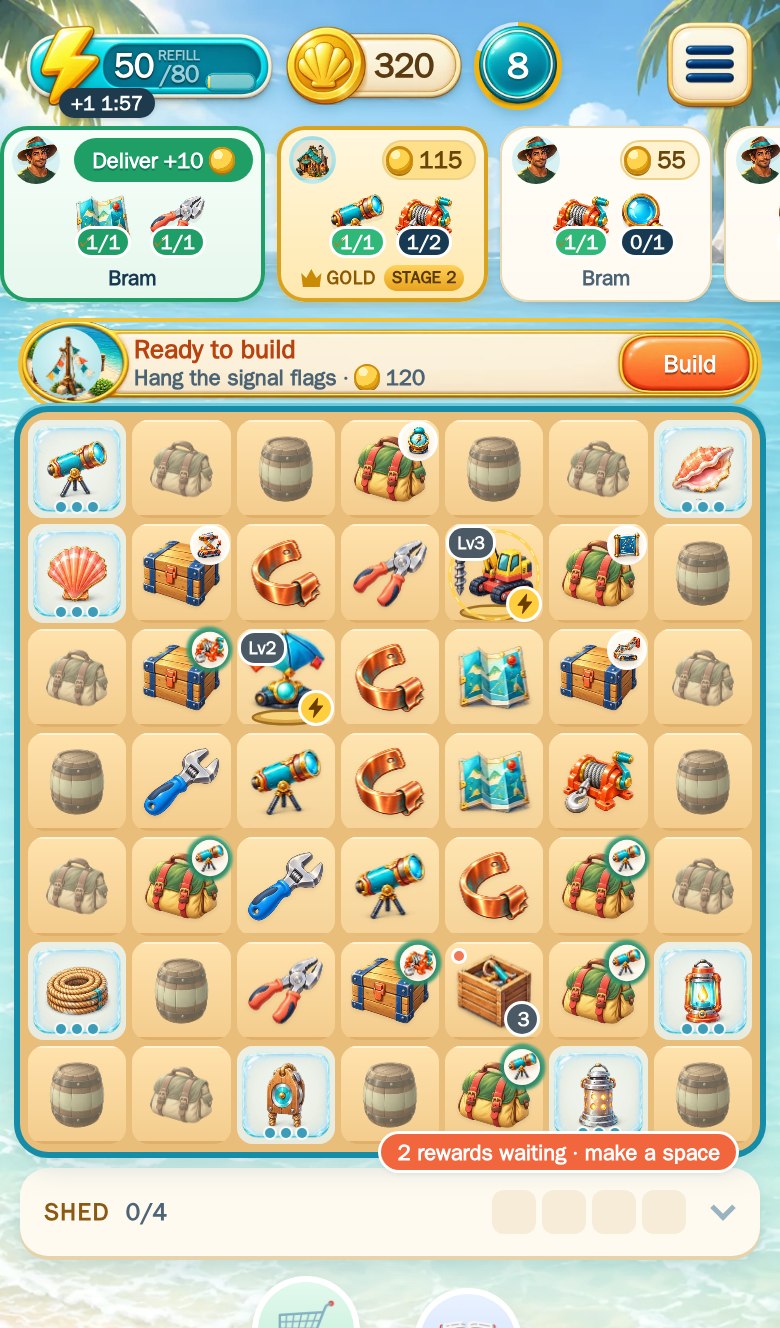 50 REFILL /80
+1 1:57
320
8
Deliver +10
1/1 1/1
Bram
115
1/1 1/2
GOLD STAGE 2
55
1/1 0/1
Bram
Ready to build
Hang the signal flags · 120
Build
Lv3
Lv2
3
2 rewards waiting · make a space
SHED 0/4